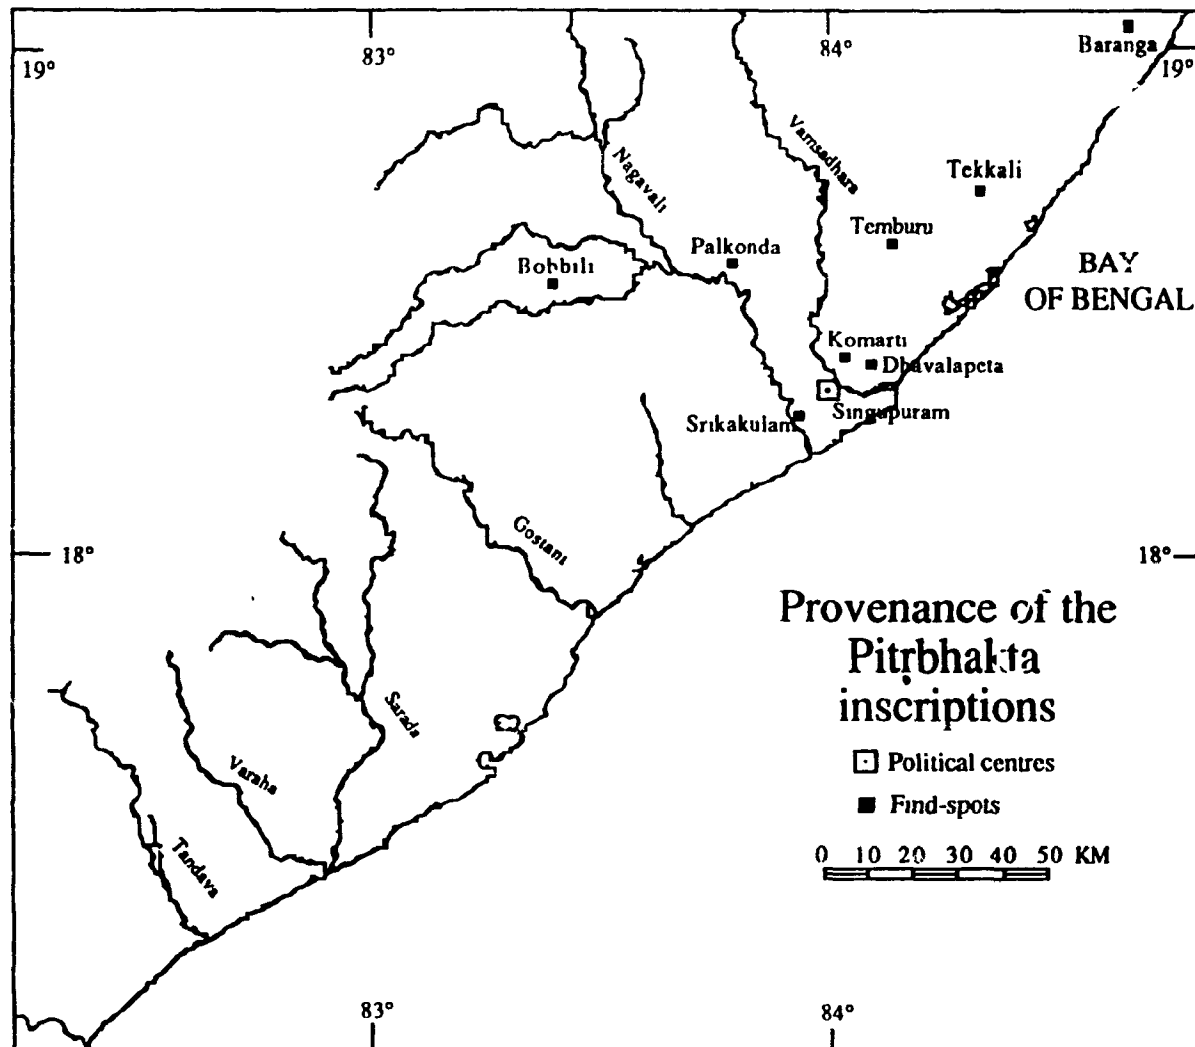 83°
84°
Baranga
19°
19°
Vamsadhara
Nagavali
Tekkali
Temburu
Palkonda
Bobbili
BAY
OF BENGAL
Komarti
Dhavalapeta
Singupuram
Srikakulam
Gostani
18°
18°
Provenance of the
Pitṛbhakta
inscriptions
Sarada
Political centres
Varaha
Find-spots
Tandava
0 10 20 30 40 50 KM
83°
84°